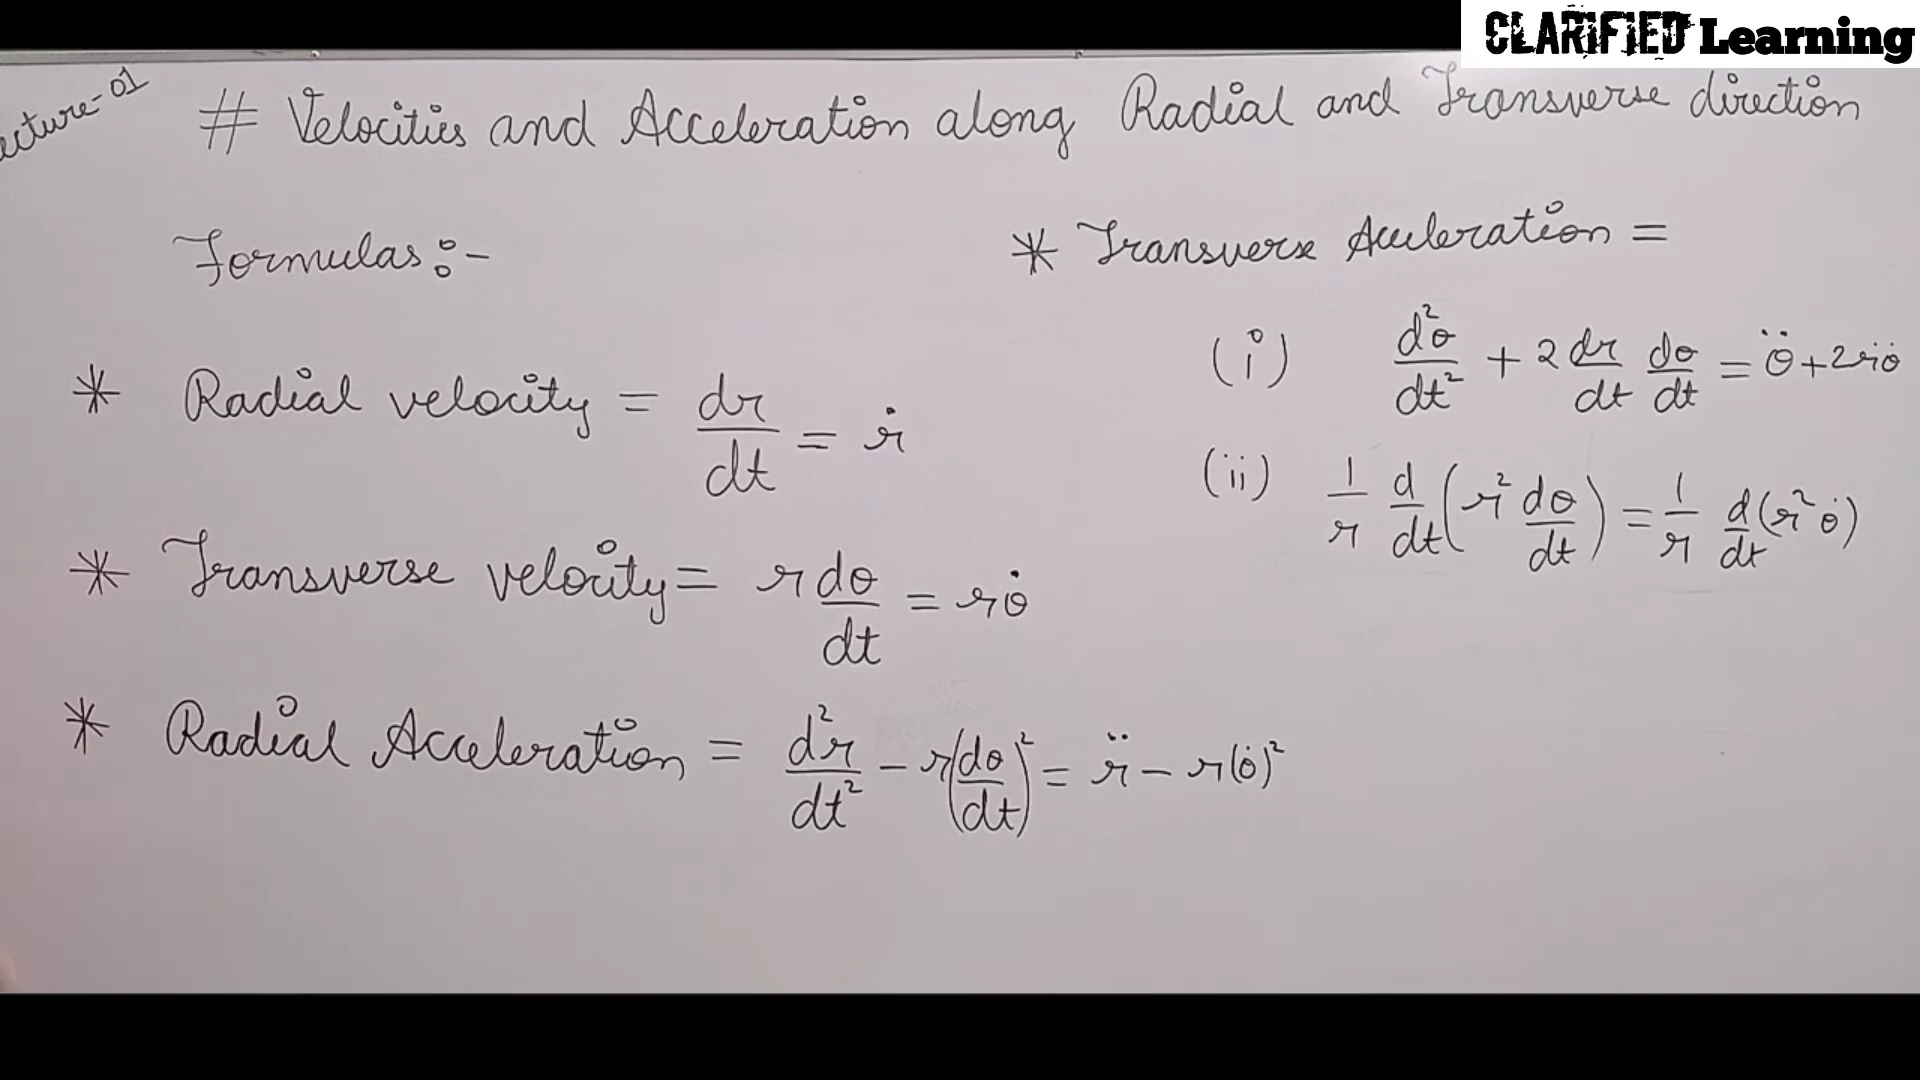 CLARIFIED Learning
ecture-01
# Velocities and Acceleration along Radial and Transverse direction
Formulas:-
* Radial velocity = dr/dt = ṙ
* Transverse velocity = r dθ/dt = rθ̇
* Radial Acceleration = d²r/dt² - r(dθ/dt)² = r̈ - r(θ̇)²
* Transverse Acceleration =
(i) d²θ/dt² + 2 dr/dt dθ/dt = θ̈ + 2ṙθ̇
(ii) 1/r d/dt (r² dθ/dt) = 1/r d/dt (r²θ̇)